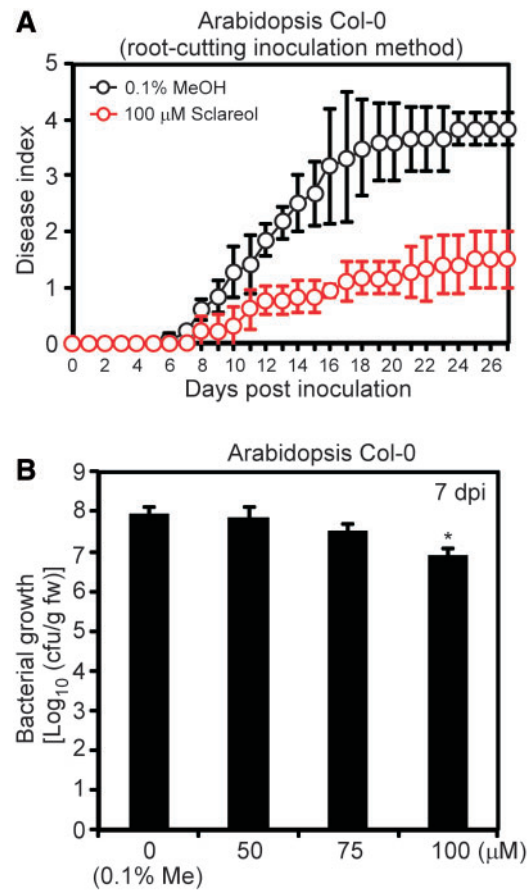 A
Arabidopsis Col-0
(root-cutting inoculation method)
5
4
3
2
1
0
Disease index
0.1% MeOH
100 μM Sclareol
0 2 4 6 8 10 12 14 16 18 20 22 24 26
Days post inoculation
B
Arabidopsis Col-0
9
8
7
6
5
4
3
2
1
0
Bacterial growth
[Log10 (cfu/g fw)]
7 dpi
*
0 50 75 100 (μM)
(0.1% Me)